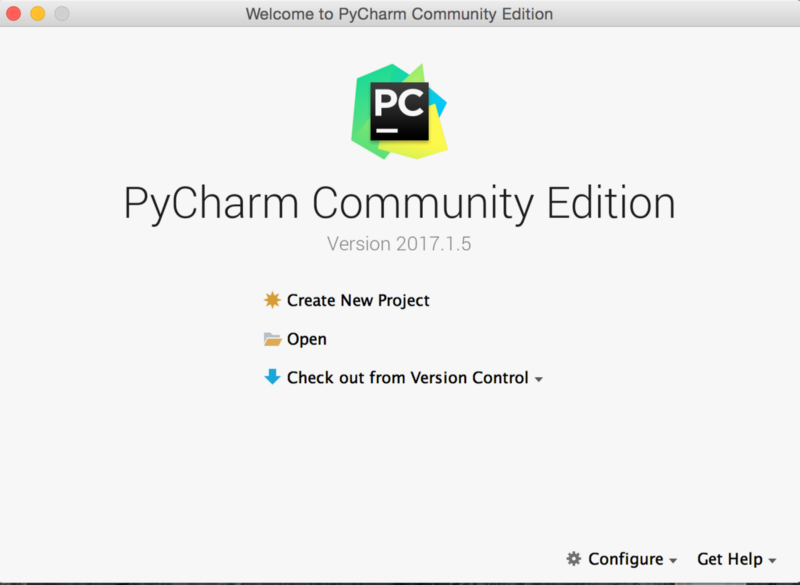 Welcome to PyCharm Community Edition
PC
PyCharm Community Edition
Version 2017.1.5
Create New Project
Open
Check out from Version Control
Configure
Get Help